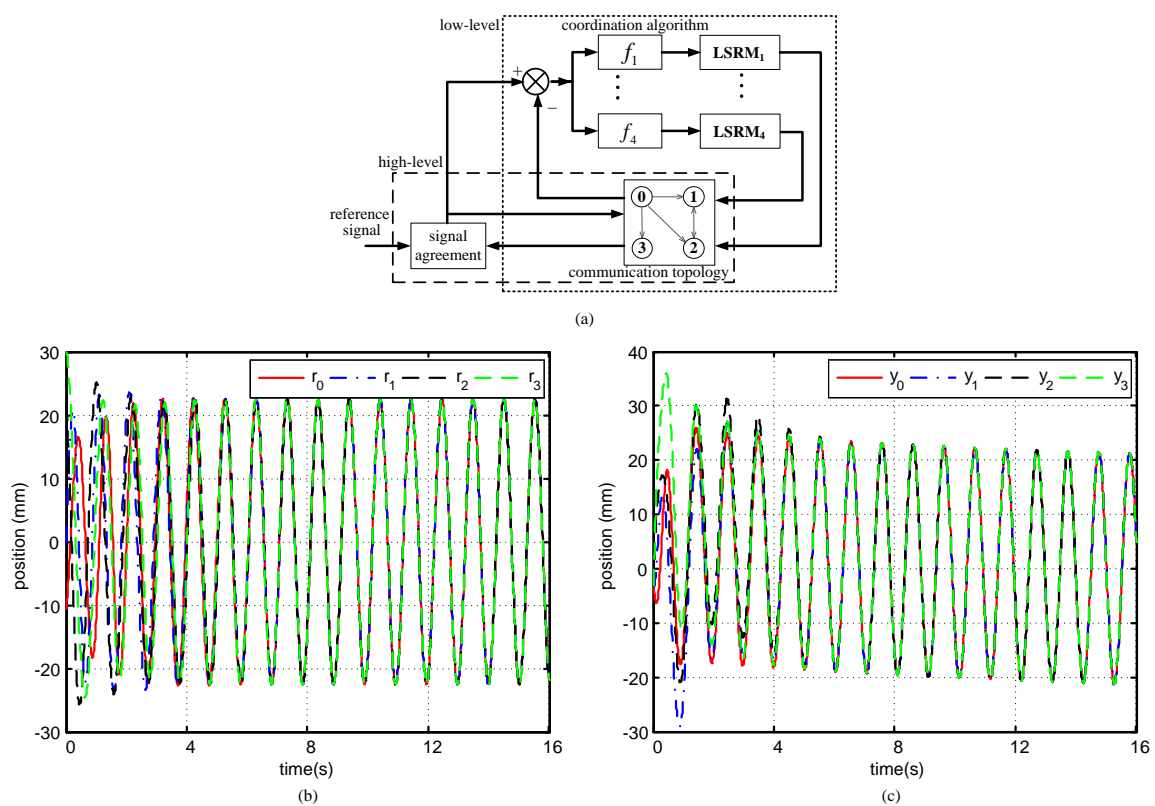 low-level
coordination algorithm
f1
LSRM1
+
−
f4
LSRM4
high-level
reference
signal
signal
agreement
0 1
3 2
communication topology
(a)
r0 r1 r2 r3
30
20
10
0
-10
-20
-30
position (mm)
0 4 8 12 16
time(s)
(b)
y0 y1 y2 y3
40
30
20
10
0
-10
-20
-30
position (mm)
0 4 8 12 16
time(s)
(c)